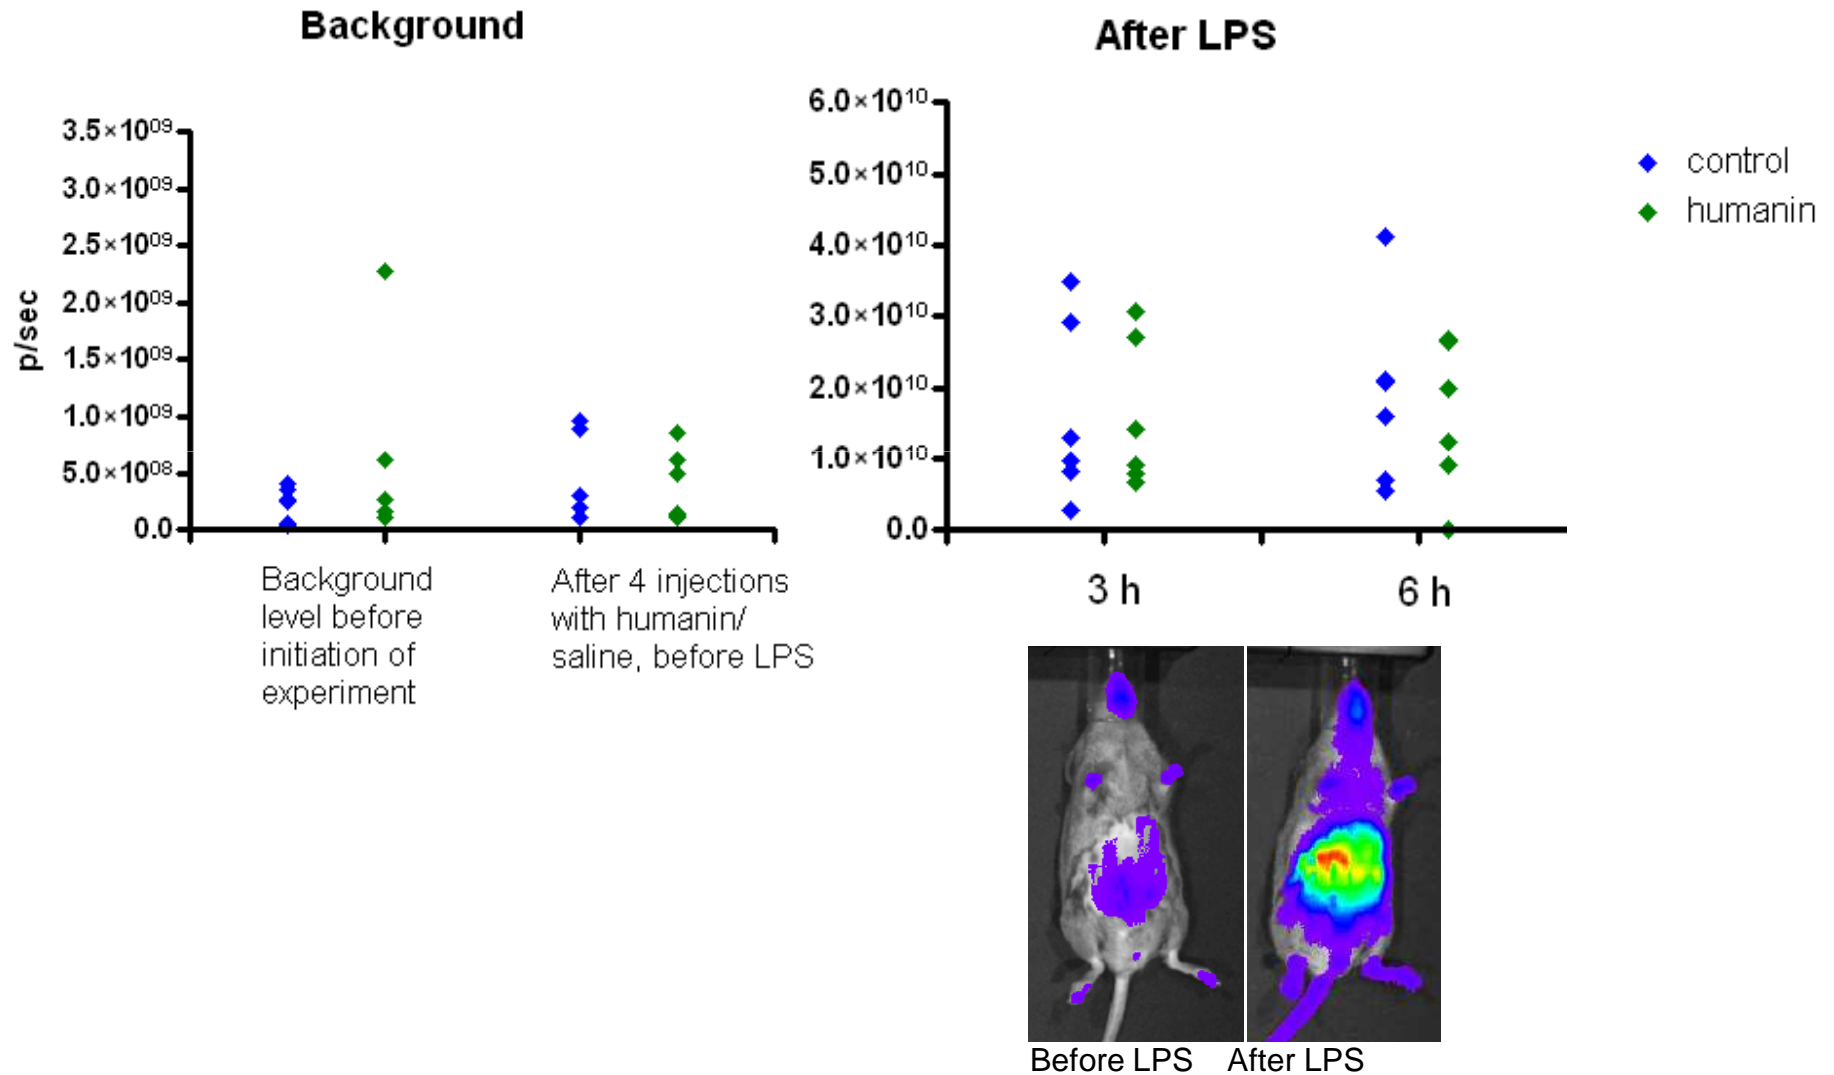 Background
After LPS
p/sec
3.5×10⁰⁹
3.0×10⁰⁹
2.5×10⁰⁹
2.0×10⁰⁹
1.5×10⁰⁹
1.0×10⁰⁹
5.0×10⁰⁸
0.0
Background
level before
initiation of
experiment
After 4 injections
with humanin/
saline, before LPS
6.0×10¹⁰
5.0×10¹⁰
4.0×10¹⁰
3.0×10¹⁰
2.0×10¹⁰
1.0×10¹⁰
0.0
3 h
6 h
control
humanin
Before LPS
After LPS